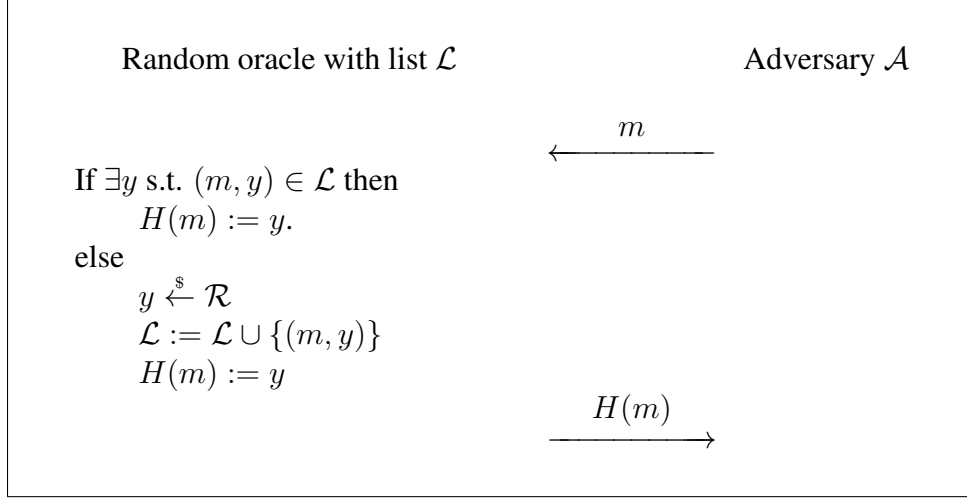 Random oracle with list 𝓛 Adversary 𝒜
m
If ∃y s.t. (m, y) ∈ 𝓛 then
H(m) := y.
else
y ←$ 𝓡
𝓛 := 𝓛 ∪ {(m, y)}
H(m) := y
H(m)